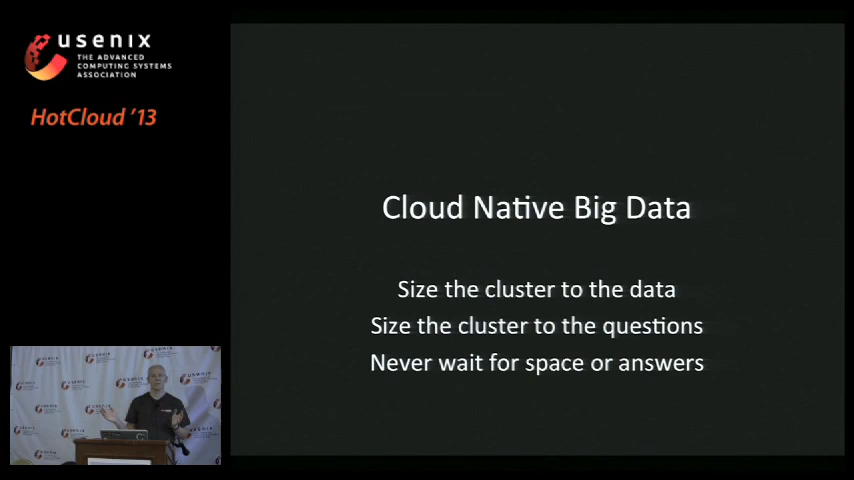 usenix
THE ADVANCED
COMPUTING SYSTEMS
ASSOCIATION
HotCloud '13
Cloud Native Big Data
Size the cluster to the data
Size the cluster to the questions
Never wait for space or answers